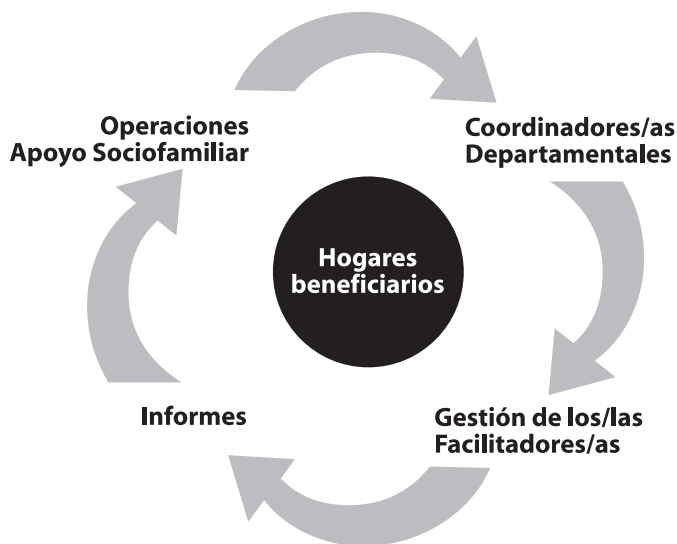 Operaciones
Apoyo Sociofamiliar
Coordinadores/as
Departamentales
Hogares
beneficiarios
Informes
Gestión de los/las
Facilitadores/as